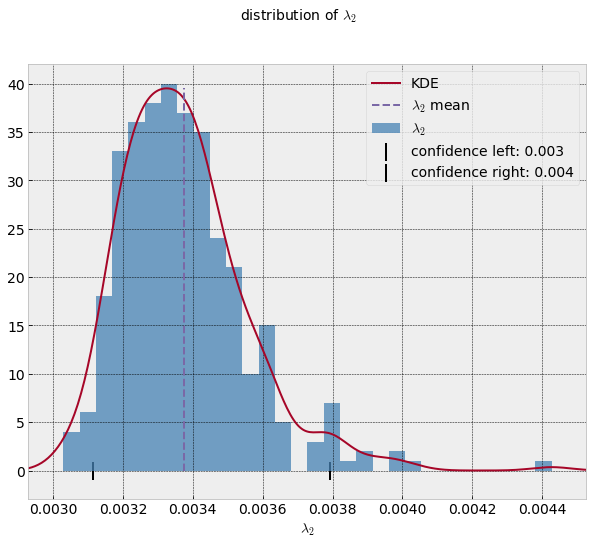 distribution of λ₂
KDE
λ₂ mean
λ₂
confidence left: 0.003
confidence right: 0.004
40
35
30
25
20
15
10
5
0
0.0030 0.0032 0.0034 0.0036 0.0038 0.0040 0.0042 0.0044
λ₂